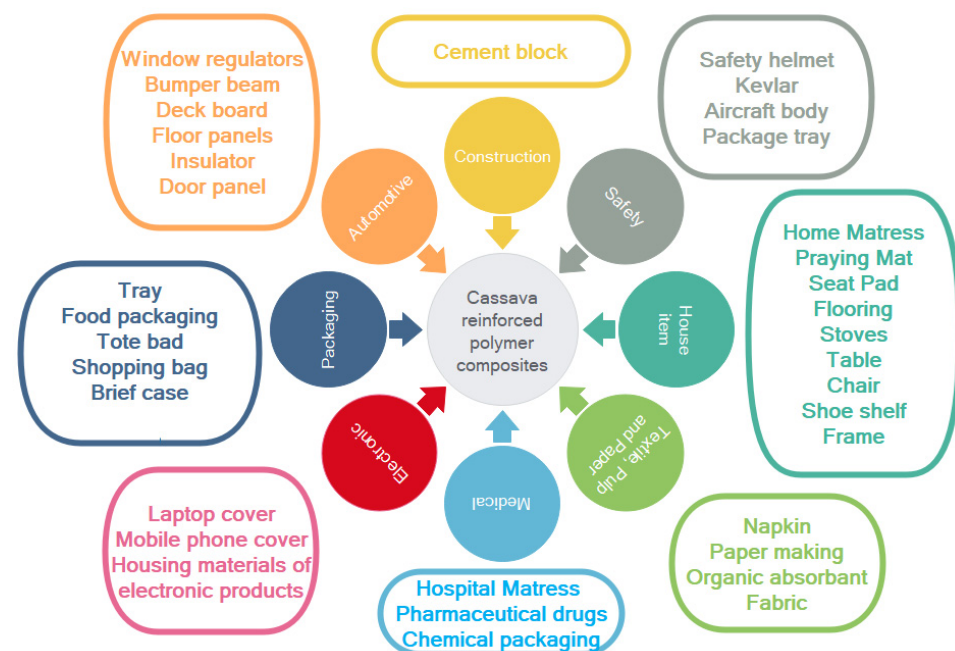 Cement block
Construction
Window regulators
Bumper beam
Deck board
Floor panels
Insulator
Door panel
Automotive
Safety helmet
Kevlar
Aircraft body
Package tray
Safety
Tray
Food packaging
Tote bad
Shopping bag
Brief case
Packaging
Cassava
reinforced
polymer
composites
House
item
Home Matress
Praying Mat
Seat Pad
Flooring
Stoves
Table
Chair
Shoe shelf
Frame
Electronic
Laptop cover
Mobile phone cover
Housing materials of
electronic products
Medical
Hospital Matress
Pharmaceutical drugs
Chemical packaging
Textile, Pulp
and Paper
Napkin
Paper making
Organic absorbant
Fabric